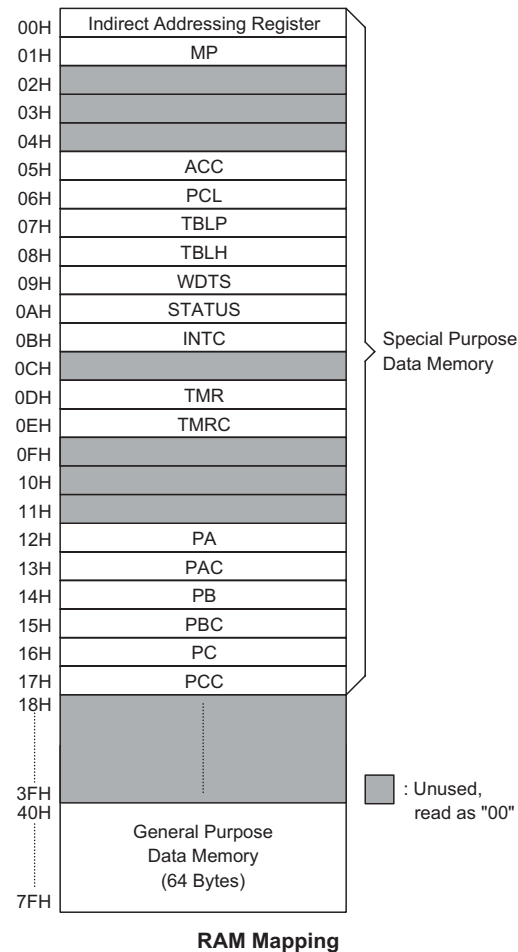 00H Indirect Addressing Register
01H MP
02H
03H
04H
05H ACC
06H PCL
07H TBLP
08H TBLH
09H WDTS
0AH STATUS
0BH INTC
Special Purpose
Data Memory
0CH
0DH TMR
0EH TMRC
0FH
10H
11H
12H PA
13H PAC
14H PB
15H PBC
16H PC
17H PCC
18H
3FH
: Unused,
read as "00"
40H
General Purpose
Data Memory
(64 Bytes)
7FH
RAM Mapping